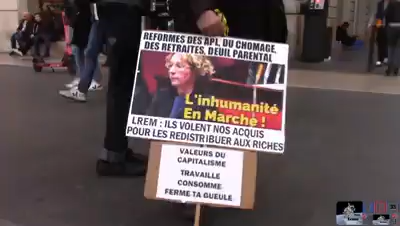 REFORMES DES APL, DU CHOMAGE,
DES RETRAITES, DEUIL PARENTAL
L'inhumanité
En Marche !
LREM : ILS VOLENT NOS ACQUIS
POUR LES REDISTRIBUER AUX RICHES
VALEURS DU
CAPITALISME
TRAVAILLE
CONSOMME
FERME TA GUEULE